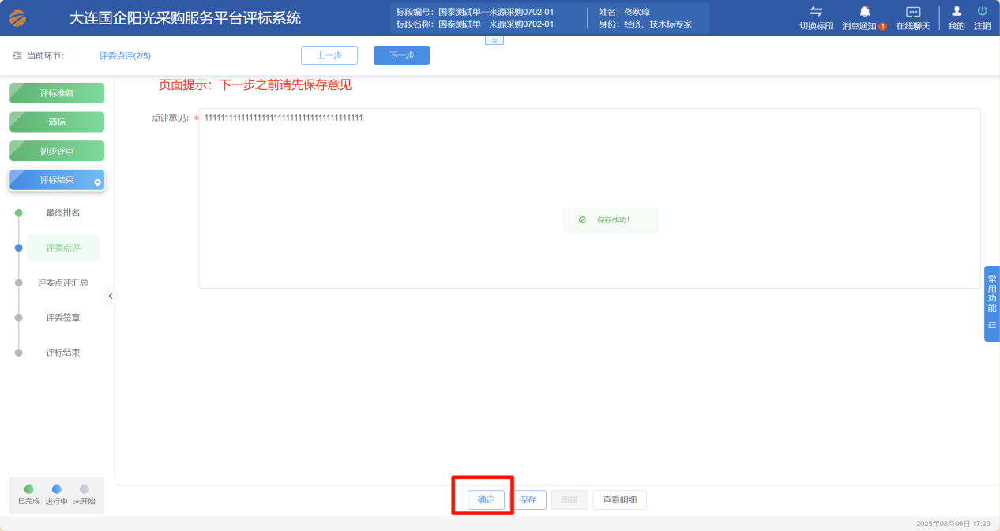 大连国企阳光采购服务平台评标系统
标段编号：国泰测试单一来源采购0702-01
标段名称：国泰测试单一来源采购0702-01
姓名：佟欢璋
身份：经济、技术标专家
切换标段
消息通知 1
在线聊天
我的
注销
当前环节：
评委点评(2/5)
上一步
下一步
评标准备
清标
初步评审
评标结束
最终排名
评委点评
评委点评汇总
评委签章
评标结束
已完成
进行中
未开始
页面提示：下一步之前请先保存意见
点评意见：*
保存成功！
常用功能
确定
保存
重置
查看明细
2025年08月06日 17:23